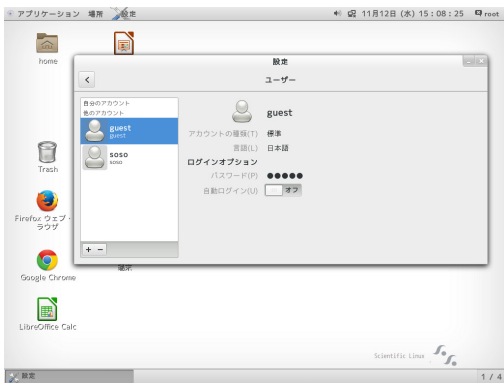 アプリケーション 場所 設定
11月12日 (水) 15:08:25 root
home
設定
ユーザー
自分のアカウント
他のアカウント
guest
guest
soso
soso
guest
アカウントの種類(T) 標準
言語(L) 日本語
ログインオプション
パスワード(P) ●●●●●
自動ログイン(U) オフ
+ −
Trash
Firefox ウェブ・
ラウザ
Google Chrome
端末
LibreOffice Calc
Scientific Linux
設定
1 / 4